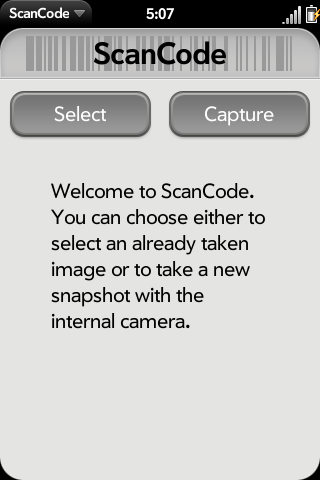 ScanCode
5:07
ScanCode
Select
Capture
Welcome to ScanCode.
You can choose either to
select an already taken
image or to take a new
snapshot with the
internal camera.